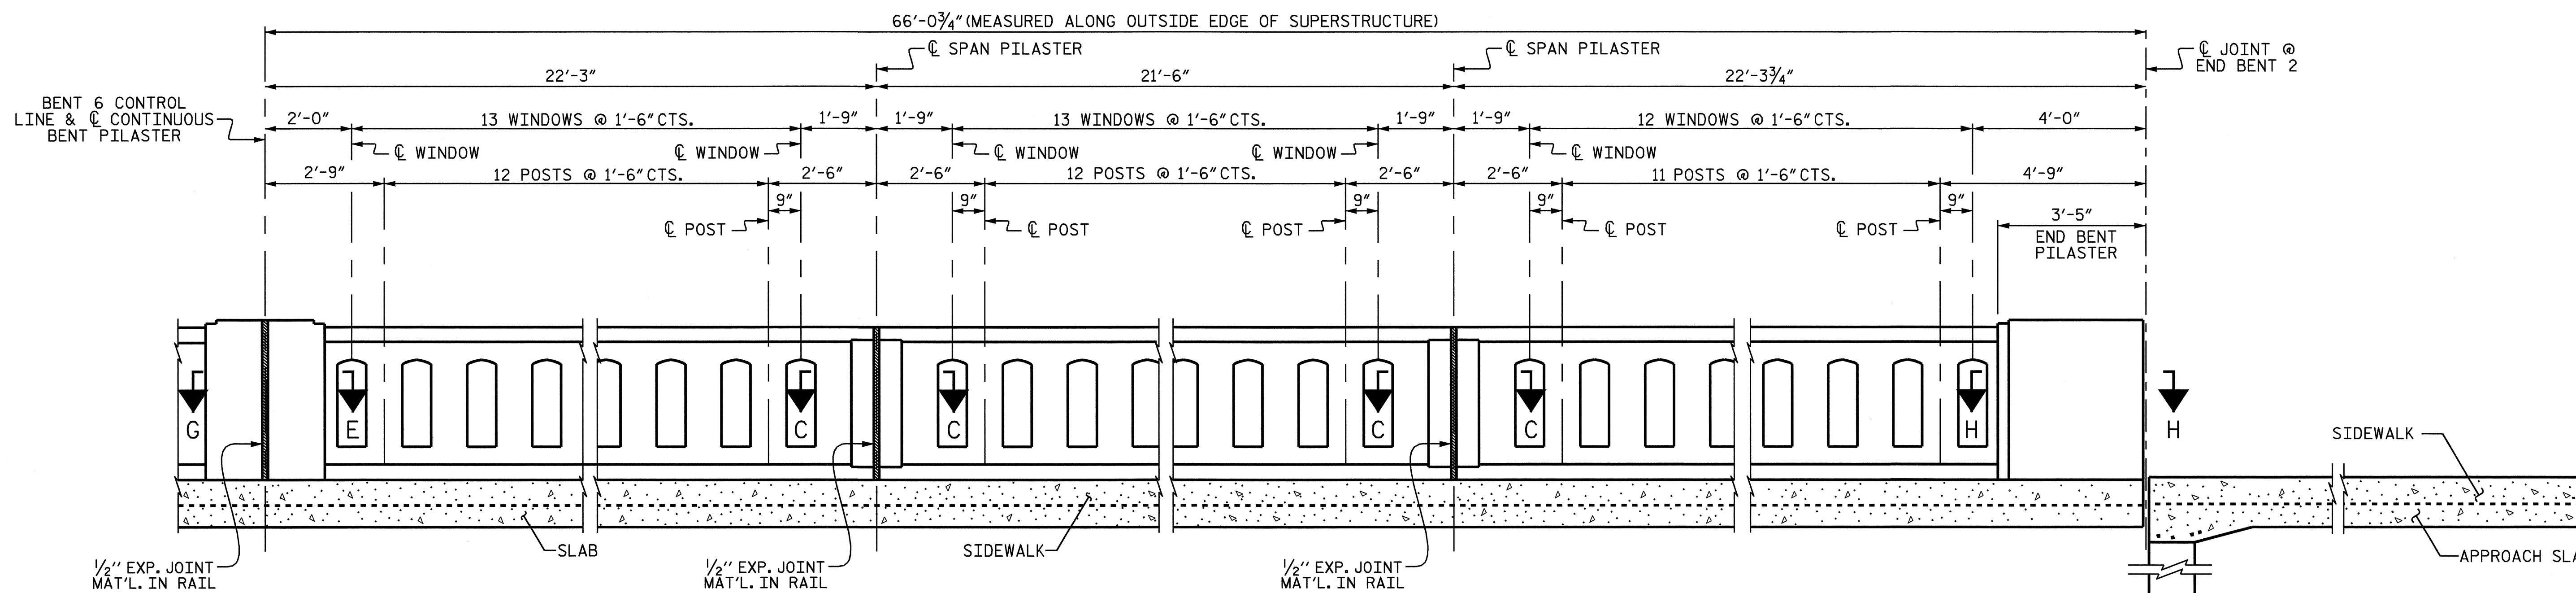 66'-0¾" (MEASURED ALONG OUTSIDE EDGE OF SUPERSTRUCTURE)
℄ SPAN PILASTER
℄ SPAN PILASTER
℄ JOINT @
END BENT 2
22'-3"
21'-6"
22'-3¾"
BENT 6 CONTROL
LINE & ℄ CONTINUOUS
BENT PILASTER
2'-0"
13 WINDOWS @ 1'-6" CTS.
1'-9"
1'-9"
13 WINDOWS @ 1'-6" CTS.
1'-9"
1'-9"
12 WINDOWS @ 1'-6" CTS.
4'-0"
℄ WINDOW
℄ WINDOW
℄ WINDOW
℄ WINDOW
℄ WINDOW
2'-9"
12 POSTS @ 1'-6" CTS.
2'-6"
2'-6"
12 POSTS @ 1'-6" CTS.
2'-6"
2'-6"
11 POSTS @ 1'-6" CTS.
4'-9"
9"
9"
9"
9"
9"
℄ POST
℄ POST
℄ POST
℄ POST
℄ POST
3'-5"
END BENT
PILASTER
G
E
C
C
C
C
H
H
SIDEWALK
SLAB
SIDEWALK
APPROACH SLA
½" EXP. JOINT
MAT'L. IN RAIL
½" EXP. JOINT
MAT'L. IN RAIL
½" EXP. JOINT
MAT'L. IN RAIL